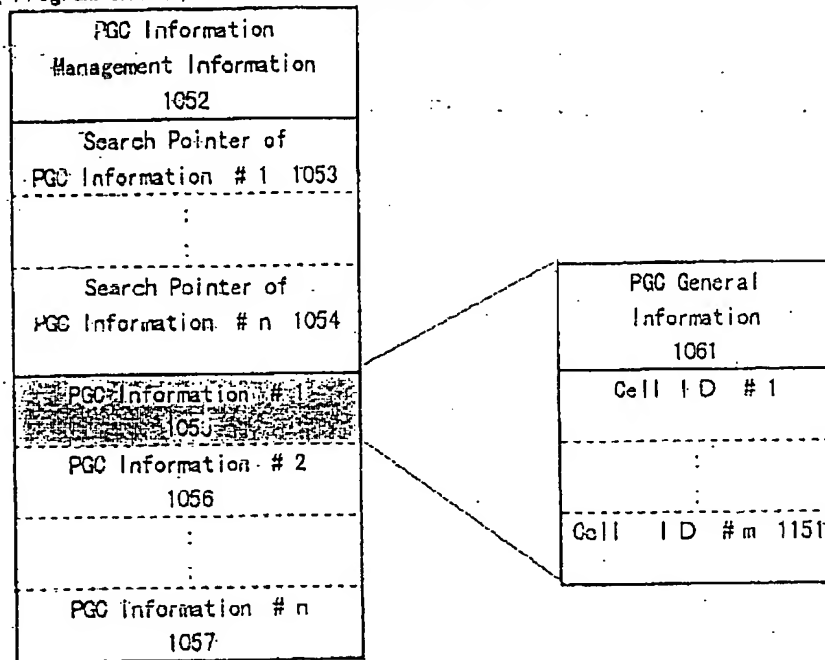 PGC Information
Management Information
1052
Search Pointer of
PGC Information # 1 1053
:
:
Search Pointer of
PGC Information # n 1054
PGC Information # 1
PGC Information # 2
1056
:
:
PGC Information # n
1057
PGC General
Information
1061
Cell ID # 1
:
:
Cell ID # m 1151